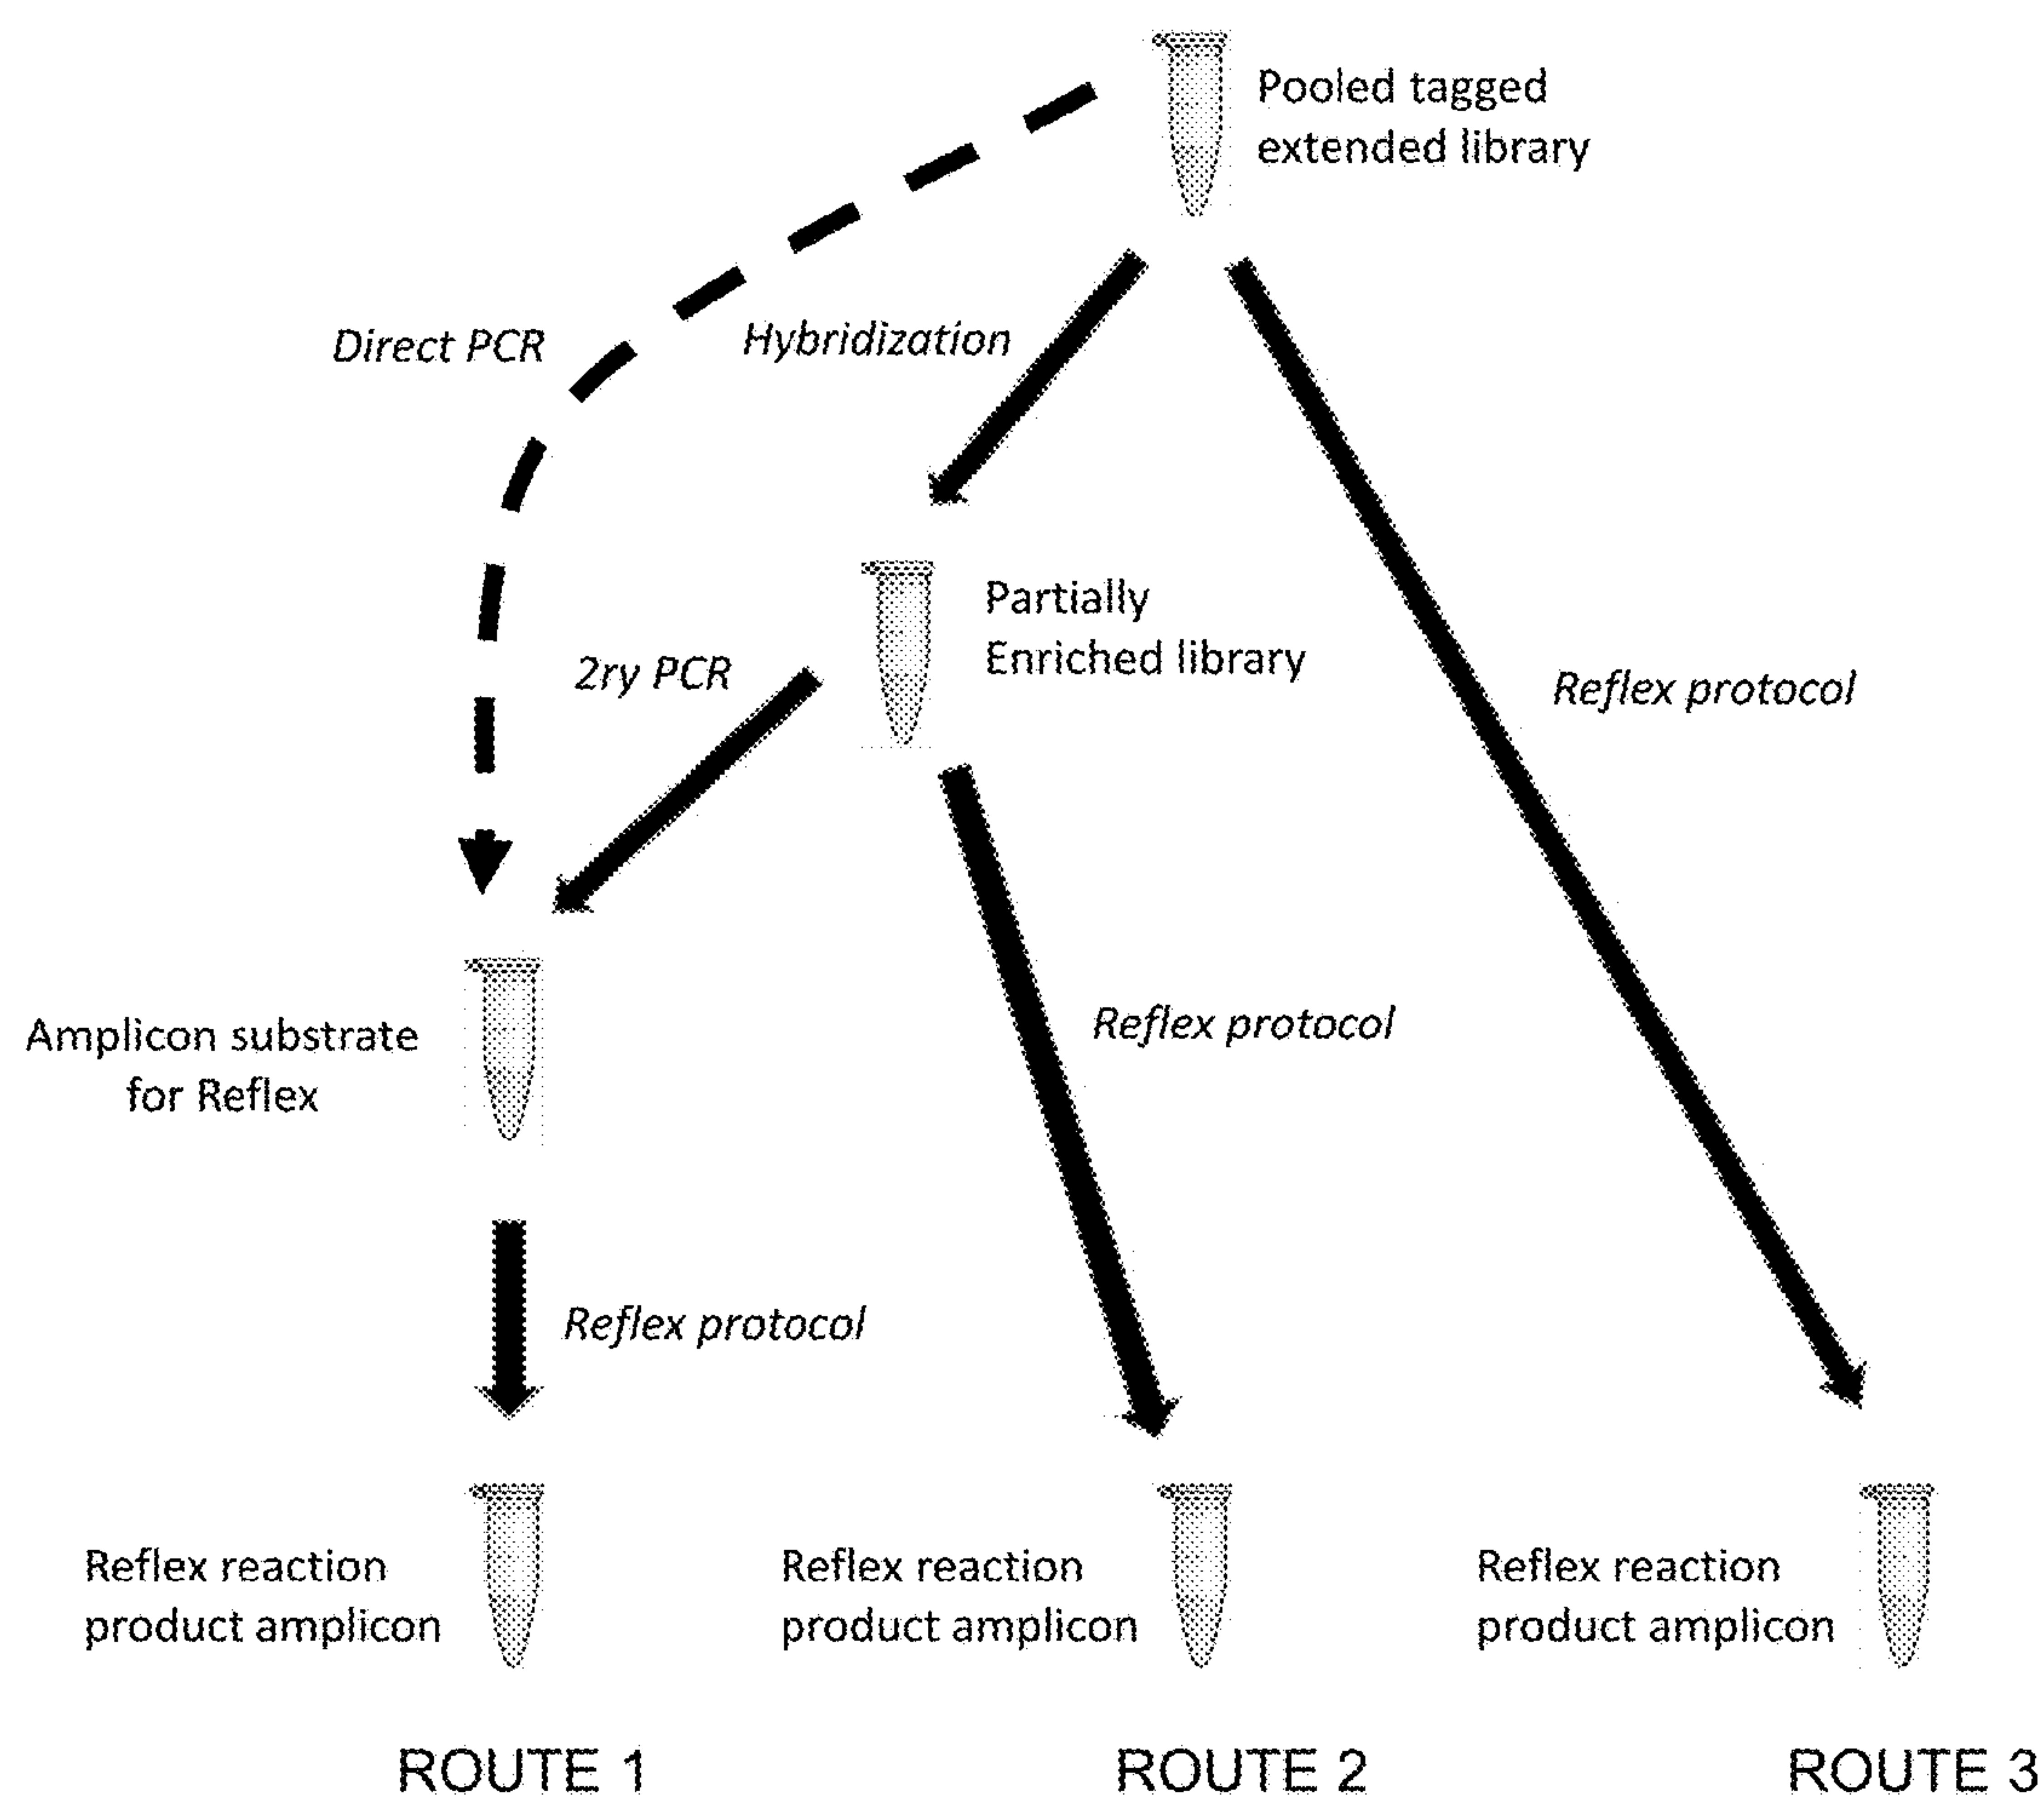 Pooled tagged
extended library
Direct PCR
Hybridization
Partially
Enriched library
2ry PCR
Reflex protocol
Amplicon substrate
for Reflex
Reflex protocol
Reflex protocol
Reflex reaction
product amplicon
Reflex reaction
product amplicon
Reflex reaction
product amplicon
ROUTE 1
ROUTE 2
ROUTE 3